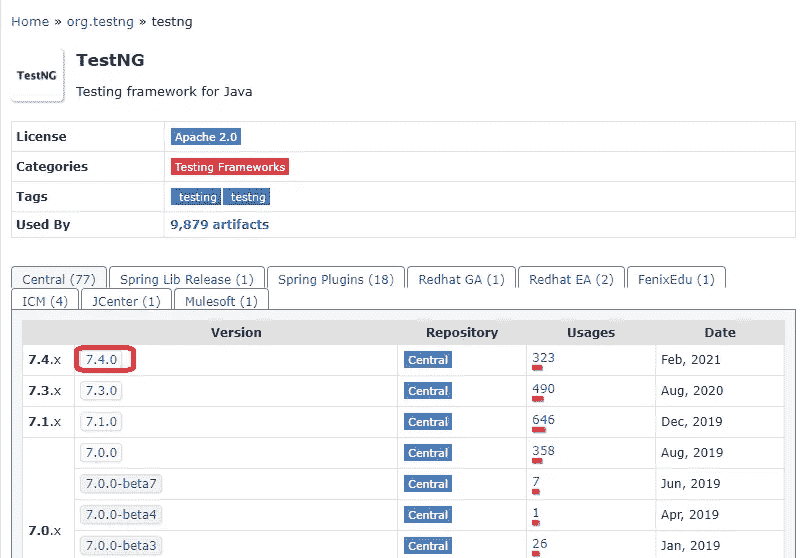 Home » org.testng » testng
TestNG
TestNG
Testing framework for Java
License Apache 2.0
Categories Testing Frameworks
Tags testing testng
Used By 9,879 artifacts
Central (77) Spring Lib Release (1) Spring Plugins (18) Redhat GA (1) Redhat EA (2) FenixEdu (1)
ICM (4) JCenter (1) Mulesoft (1)
Version Repository Usages Date
7.4.x 7.4.0 Central 323 Feb, 2021
7.3.x 7.3.0 Central 490 Aug, 2020
7.1.x 7.1.0 Central 646 Dec, 2019
7.0.0 Central 358 Aug, 2019
7.0.0-beta7 Central 7 Jun, 2019
7.0.0-beta4 Central 1 Apr, 2019
7.0.x
7.0.0-beta3 Central 26 Jan, 2019